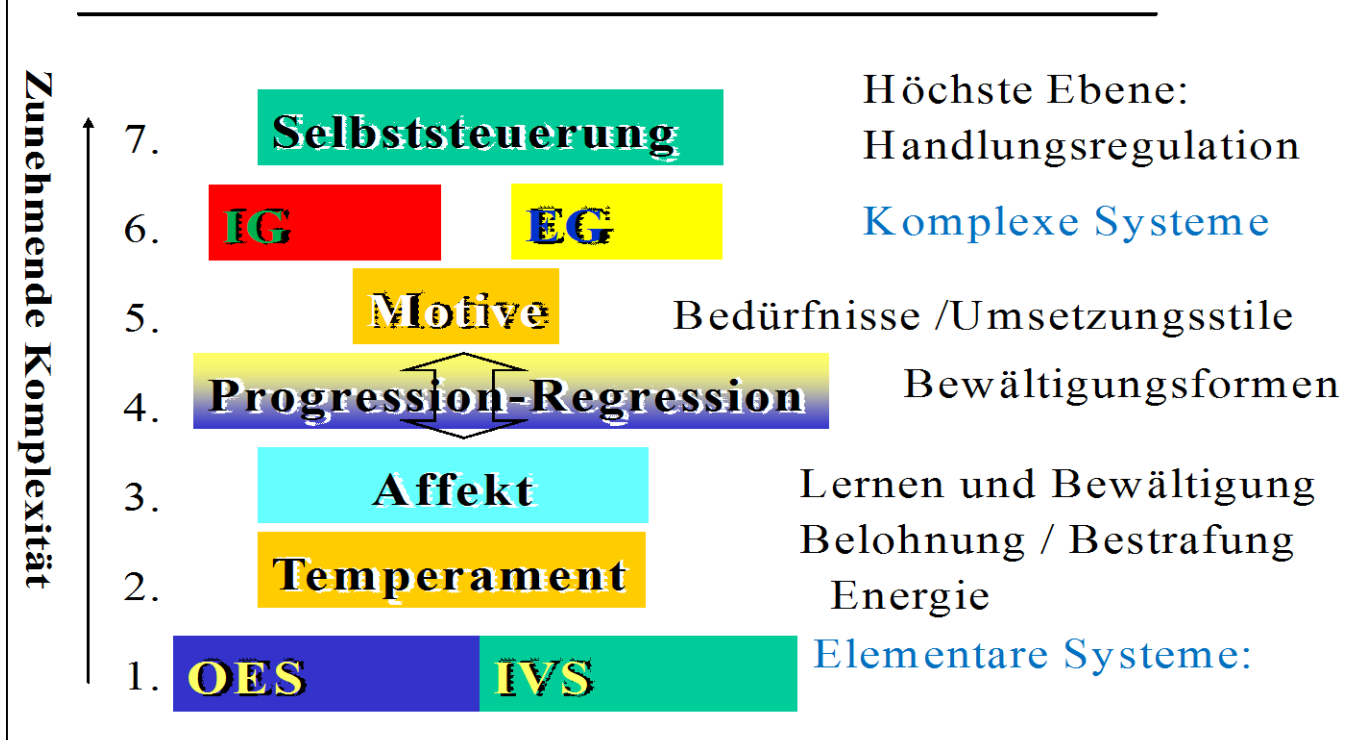 Zunehmende Komplexität
7. Selbststeuerung
Höchste Ebene:
Handlungsregulation
6. IG EG Komplexe Systeme
5. Motive Bedürfnisse /Umsetzungsstile
4. Progression-Regression Bewältigungsformen
3. Affekt Lernen und Bewältigung
Belohnung / Bestrafung
2. Temperament Energie
1. OES IVS Elementare Systeme: